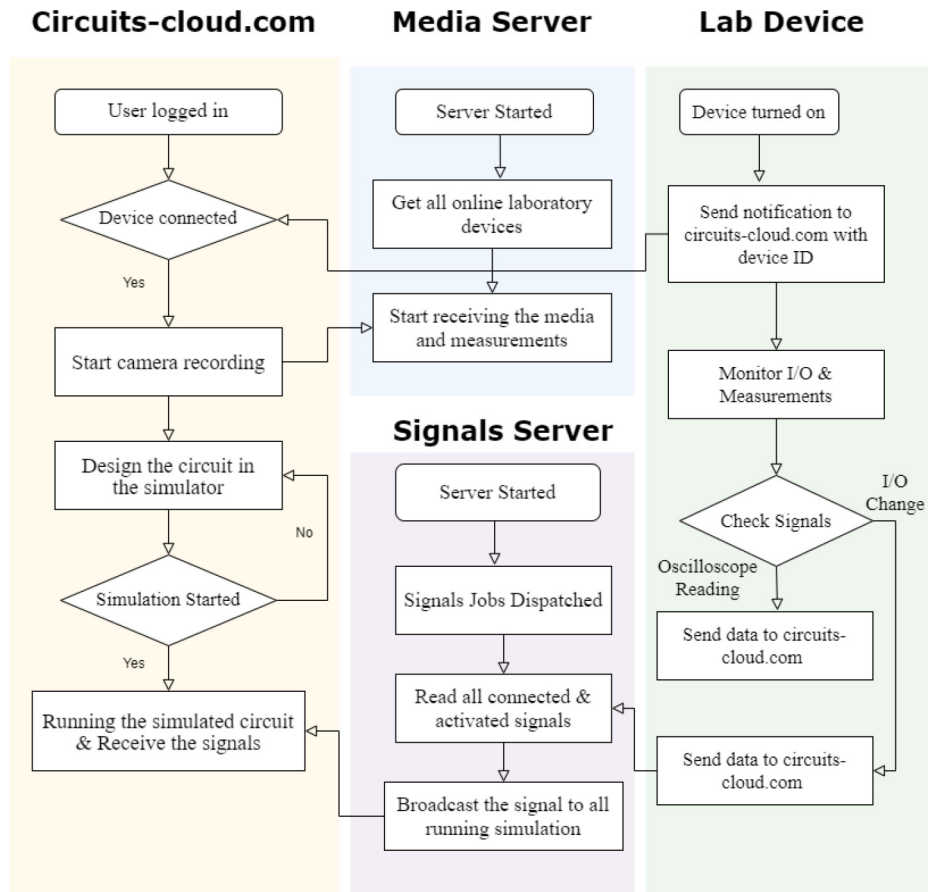 Circuits-cloud.com
User logged in
Device connected
Yes
Start camera recording
Design the circuit in
the simulator
No
Simulation Started
Yes
Running the simulated circuit
& Receive the signals
Media Server
Server Started
Get all online laboratory
devices
Start receiving the media
and measurements
Signals Server
Server Started
Signals Jobs Dispatched
Read all connected &
activated signals
Broadcast the signal to all
running simulation
Lab Device
Device turned on
Send notification to
circuits-cloud.com with
device ID
Monitor I/O &
Measurements
Check Signals
I/O
Change
Oscilloscope
Reading
Send data to circuits-
cloud.com
Send data to circuits-
cloud.com